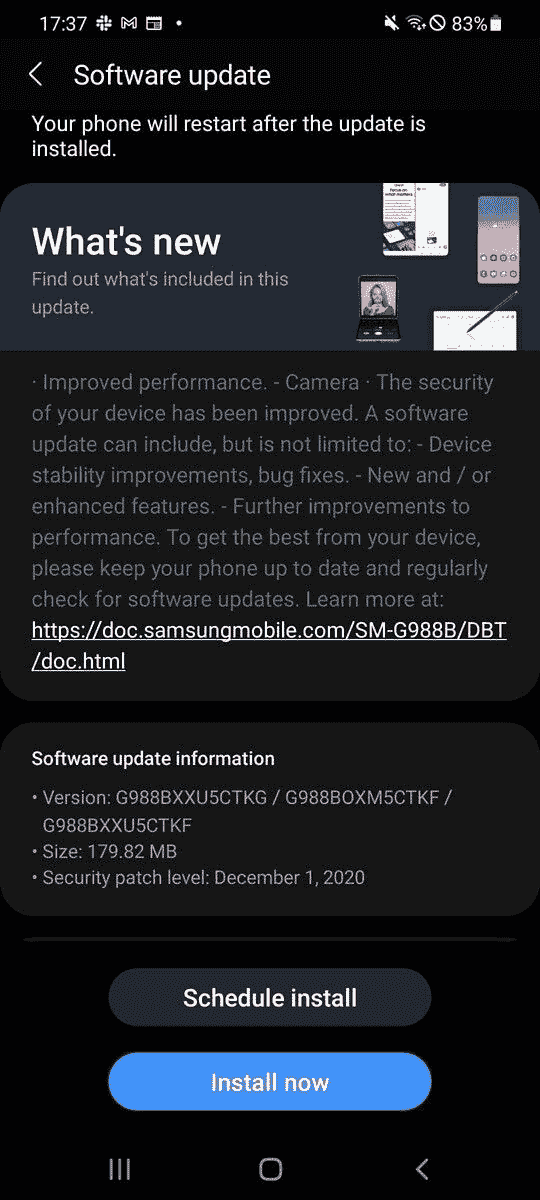 17:37 83%
Software update
Your phone will restart after the update is
installed.
What's new
Find out what's included in this
update.
· Improved performance. - Camera · The security
of your device has been improved. A software
update can include, but is not limited to: - Device
stability improvements, bug fixes. - New and / or
enhanced features. - Further improvements to
performance. To get the best from your device,
please keep your phone up to date and regularly
check for software updates. Learn more at:
https://doc.samsungmobile.com/SM-G988B/DBT
/doc.html
Software update information
• Version: G988BXXU5CTKG / G988BOXM5CTKF /
G988BXXU5CTKF
• Size: 179.82 MB
• Security patch level: December 1, 2020
Schedule install
Install now